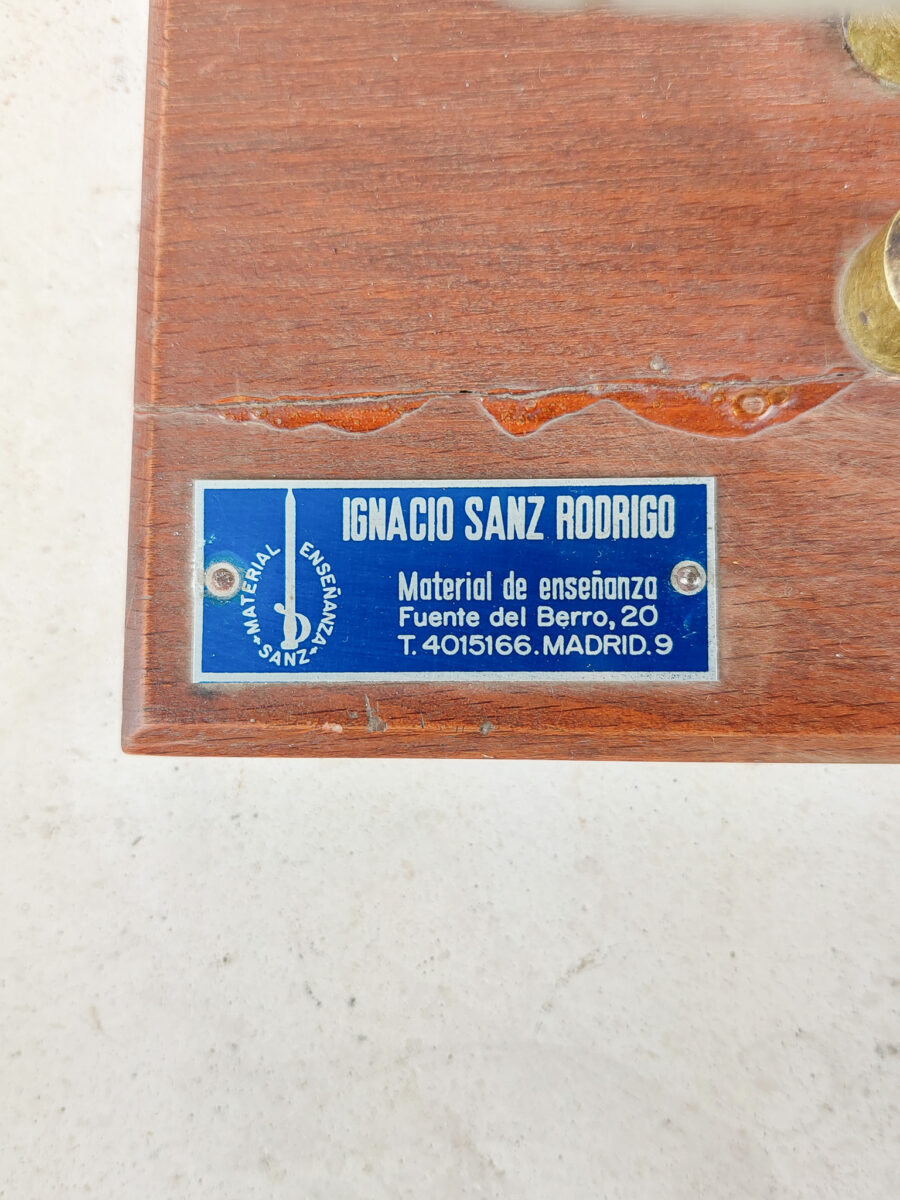 IGNACIO SANZ RODRIGO
Material de enseñanza
Fuente del Berro, 20
T. 4015166. MADRID. 9
MATERIAL ENSEÑANZA
SANZ